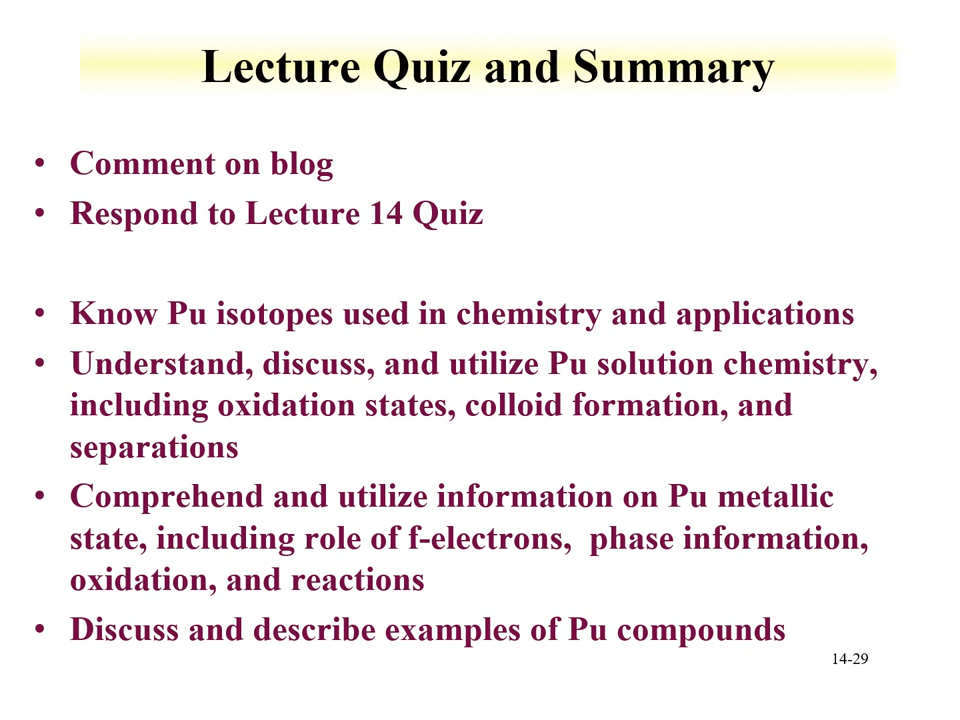 Lecture Quiz and Summary
• Comment on blog
• Respond to Lecture 14 Quiz
• Know Pu isotopes used in chemistry and applications
• Understand, discuss, and utilize Pu solution chemistry,
including oxidation states, colloid formation, and
separations
• Comprehend and utilize information on Pu metallic
state, including role of f-electrons,  phase information,
oxidation, and reactions
• Discuss and describe examples of Pu compounds
14-29